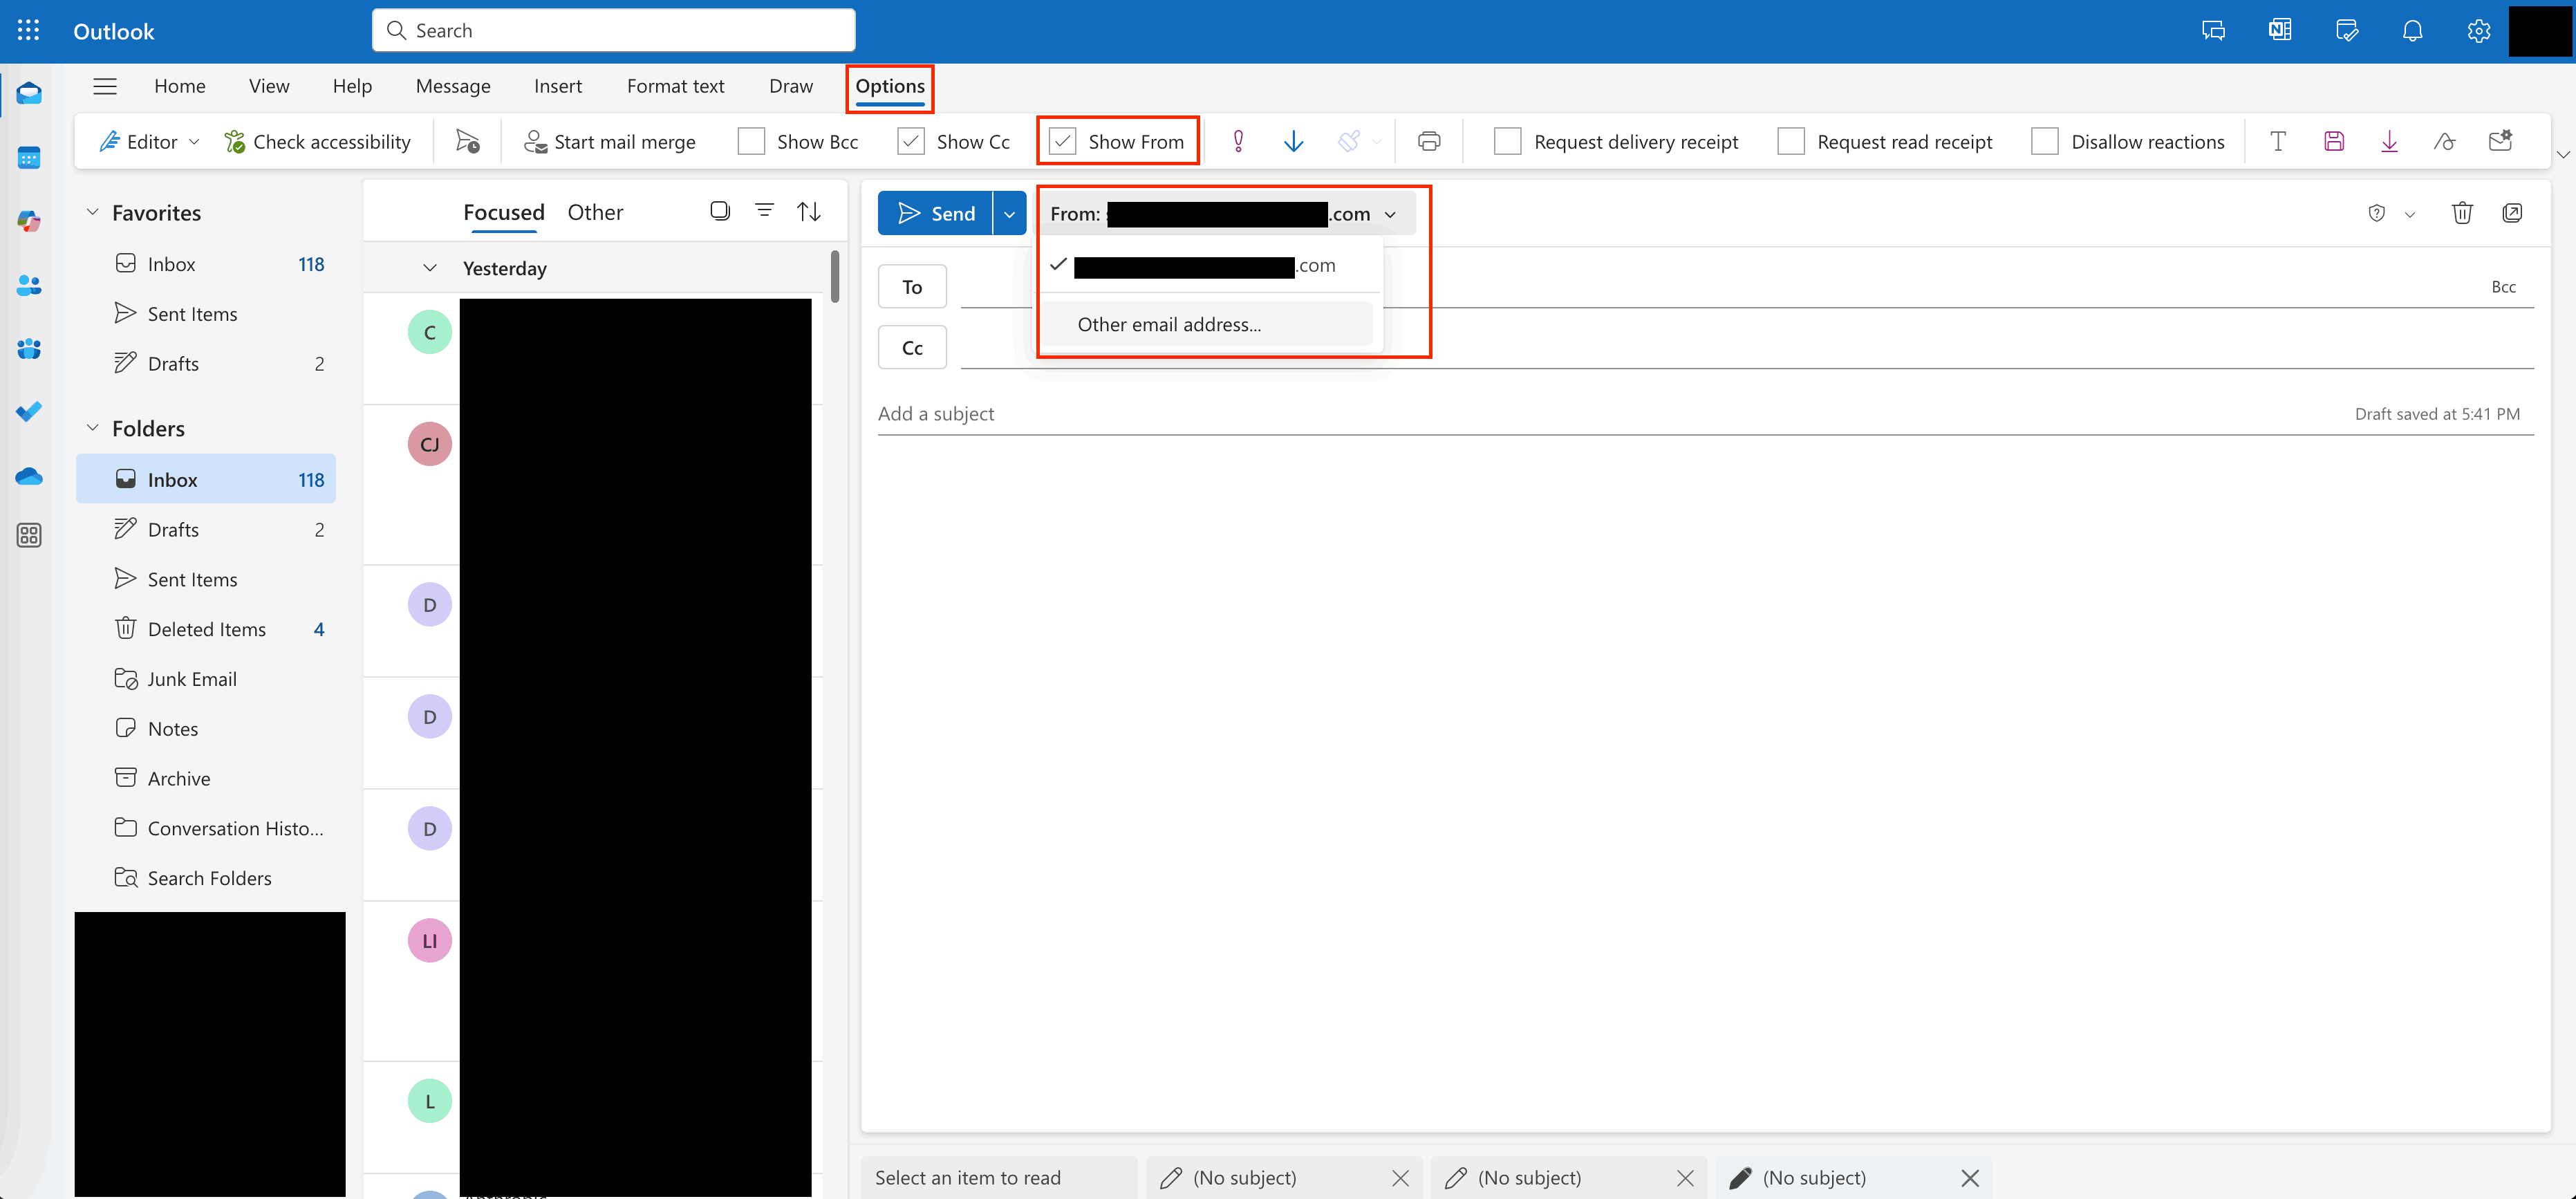 Outlook
Search
Home View Help Message Insert Format text Draw Options
Editor Check accessibility Start mail merge Show Bcc Show Cc Show From Request delivery receipt Request read receipt Disallow reactions
Favorites
Inbox 118
Sent Items
Drafts 2
Folders
Inbox 118
Drafts 2
Sent Items
Deleted Items 4
Junk Email
Notes
Archive
Conversation Histo...
Search Folders
Focused Other
Yesterday
C
CJ
D
D
D
LI
L
Send From: .com
.com
Other email address...
To Bcc
Cc
Add a subject Draft saved at 5:41 PM
Select an item to read (No subject) (No subject) (No subject)